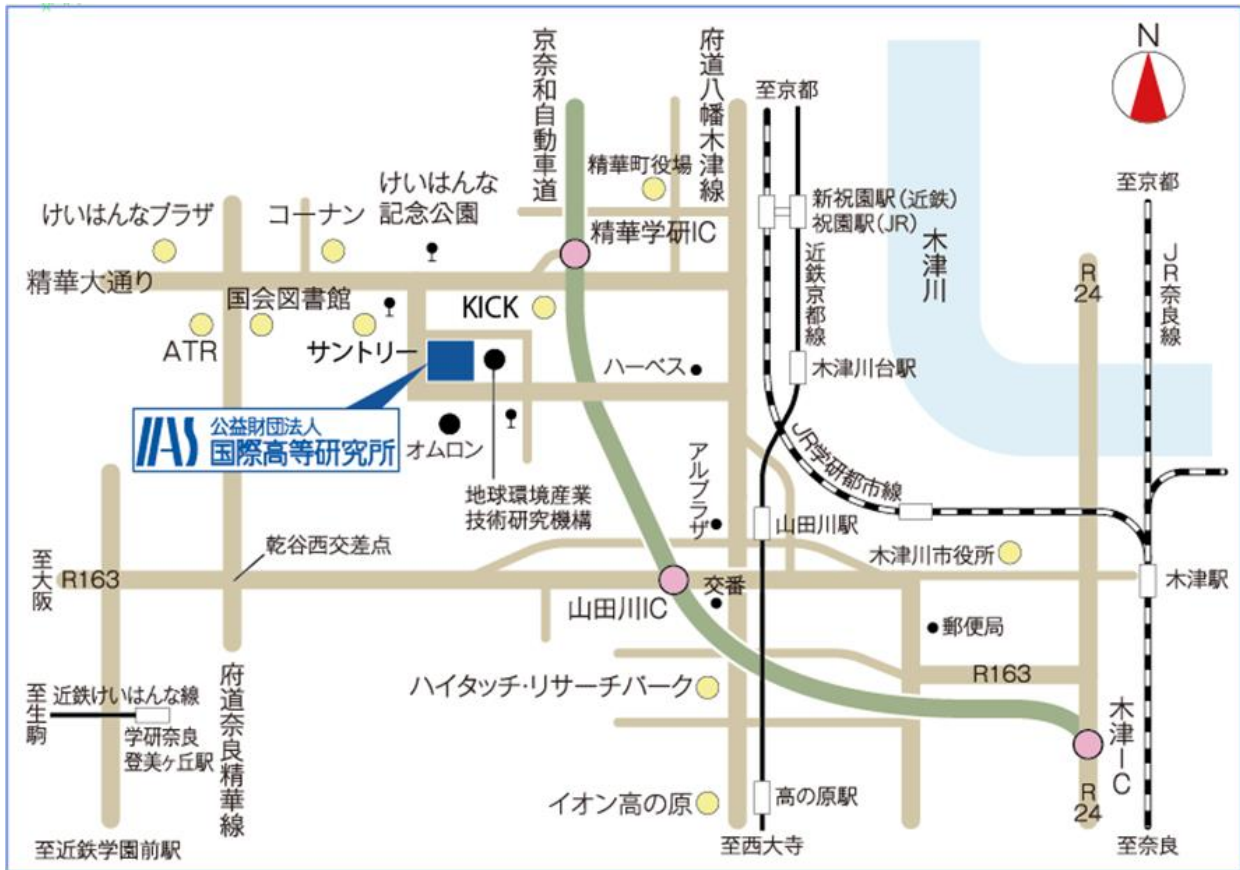 N
京奈和自動車道
府道八幡木津線
至京都
至京都
精華町役場
けいはんな
記念公園
けいはんなプラザ
コーナン
精華学研IC
新祝園駅(近鉄)
祝園駅(JR)
木津川
近鉄京都線
R
24
JR奈良線
精華大通り
国会図書館
KICK
ATR
サントリー
ハーベス
木津川台駅
IIAS
公益財団法人
国際高等研究所
オムロン
JR学研都市線
アルプラザ
地球環境産業
技術研究機構
山田川駅
乾谷西交差点
木津川市役所
至大阪
R163
山田川IC
交番
木津駅
郵便局
R163
ハイタッチ・リサーチパーク
至生駒
近鉄けいはんな線
学研奈良
登美ヶ丘駅
府道奈良精華線
木津IC
イオン高の原
高の原駅
R
24
至近鉄学園前駅
至西大寺
至奈良